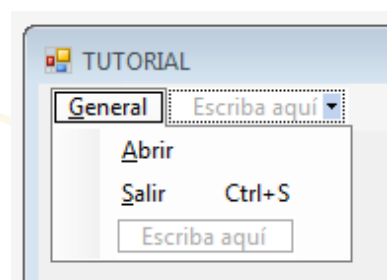 TUTORIAL
General Escriba aquí
Abrir
Salir Ctrl+S
Escriba aquí